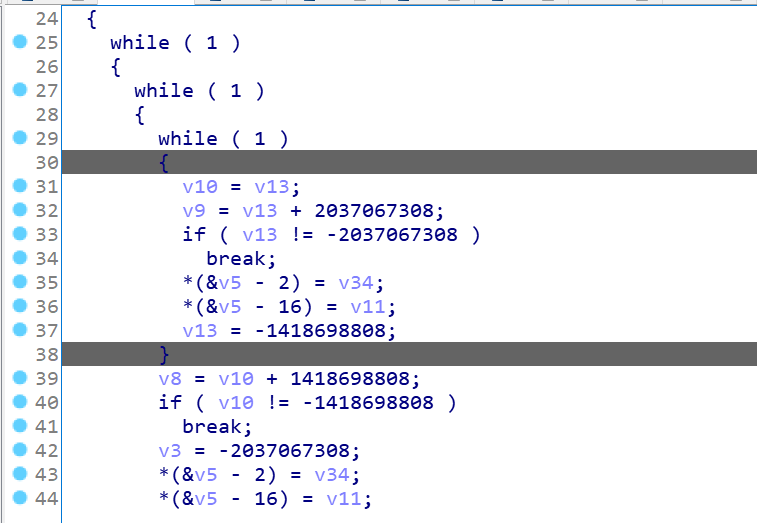 24 {
25 while ( 1 )
26 {
27 while ( 1 )
28 {
29 while ( 1 )
30 {
31 v10 = v13;
32 v9 = v13 + 2037067308;
33 if ( v13 != -2037067308 )
34 break;
35 *(&v5 - 2) = v34;
36 *(&v5 - 16) = v11;
37 v13 = -1418698808;
38 }
39 v8 = v10 + 1418698808;
40 if ( v10 != -1418698808 )
41 break;
42 v3 = -2037067308;
43 *(&v5 - 2) = v34;
44 *(&v5 - 16) = v11;